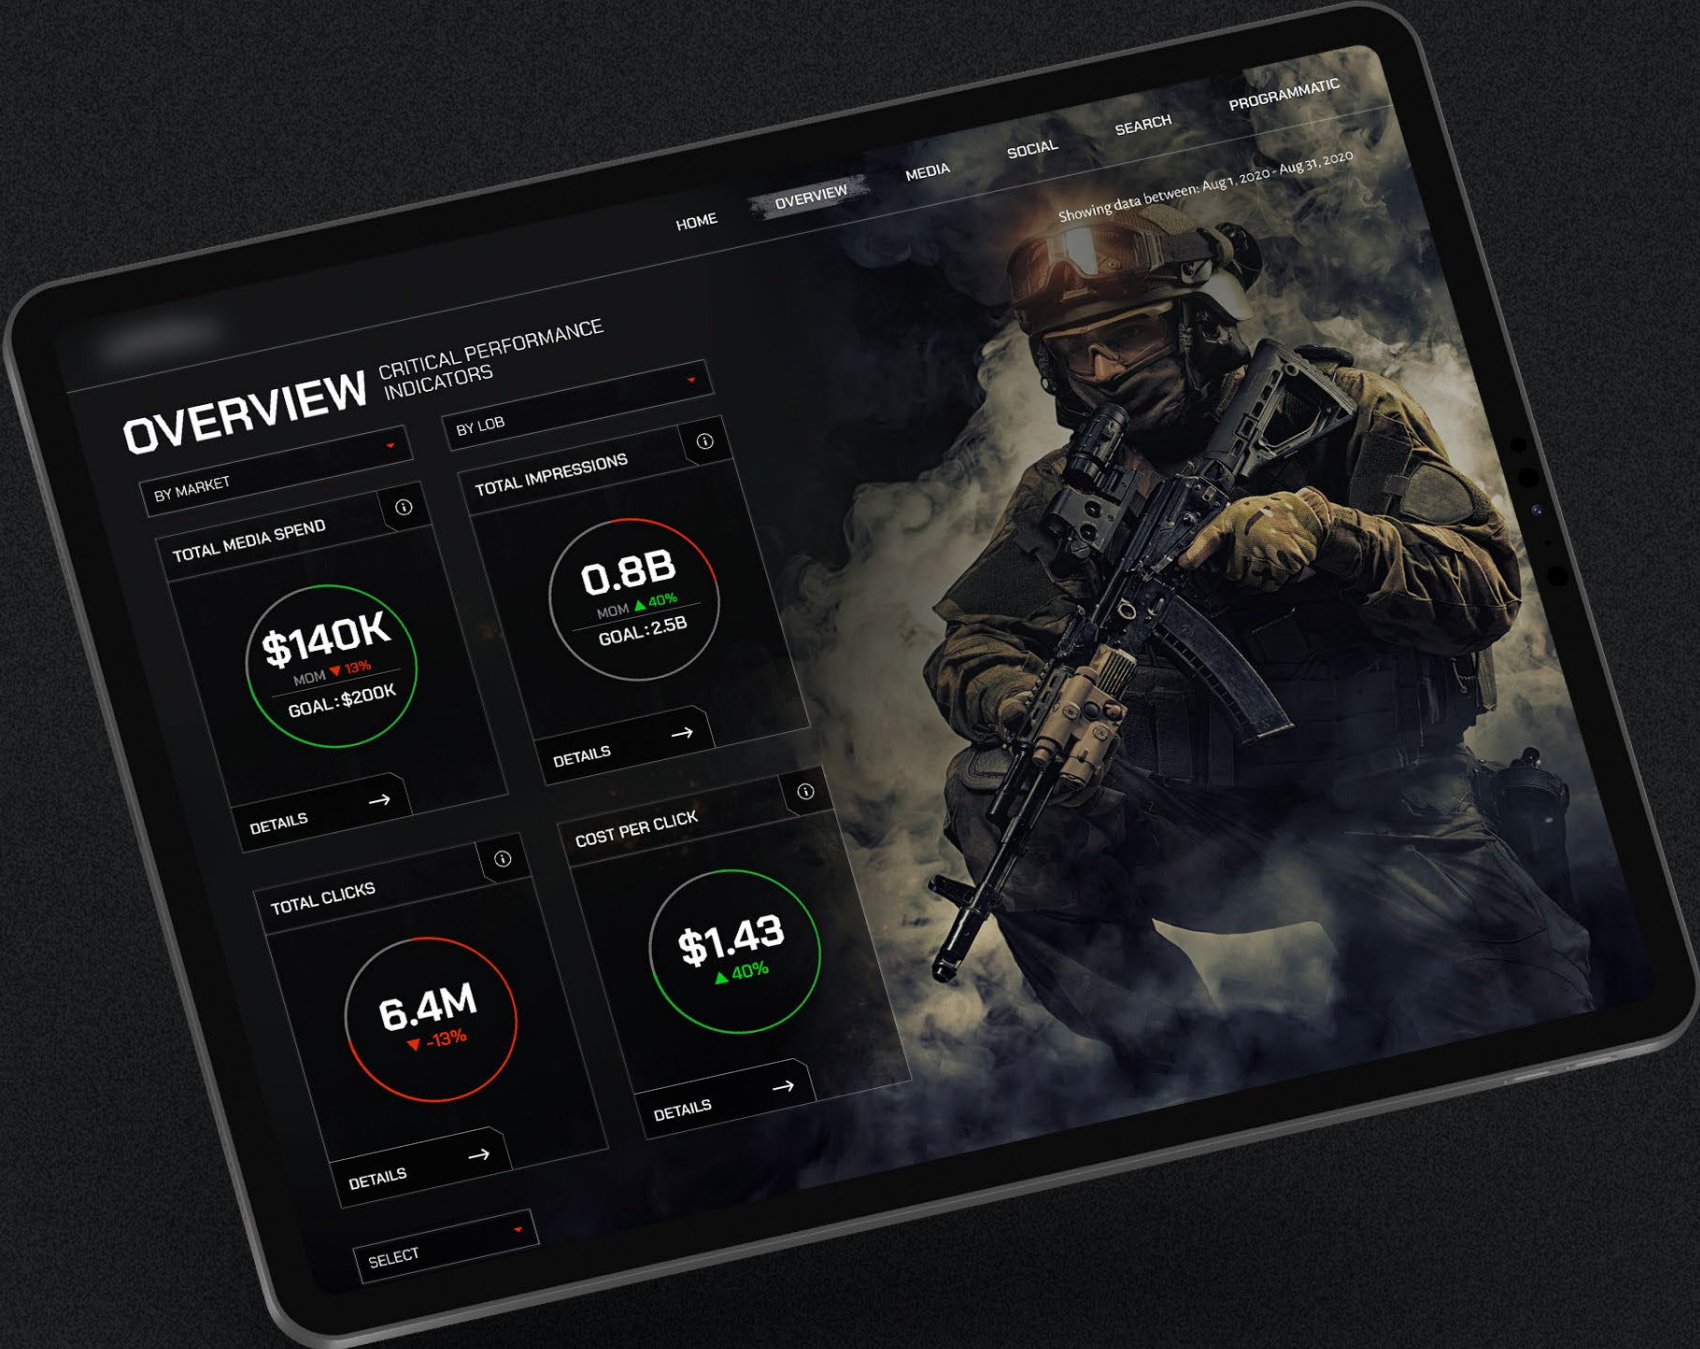 HOME
OVERVIEW
MEDIA
SOCIAL
SEARCH
PROGRAMMATIC
Showing data between: Aug 1, 2020 - Aug 31, 2020
OVERVIEW
CRITICAL PERFORMANCE
INDICATORS
BY MARKET
BY LOB
TOTAL MEDIA SPEND
$140K
MOM ▼ 13%
GOAL: $200K
DETAILS →
TOTAL IMPRESSIONS
0.8B
MOM ▲ 40%
GOAL: 2.5B
DETAILS →
TOTAL CLICKS
6.4M
▼ -13%
DETAILS →
COST PER CLICK
$1.43
▲ 40%
DETAILS →
SELECT